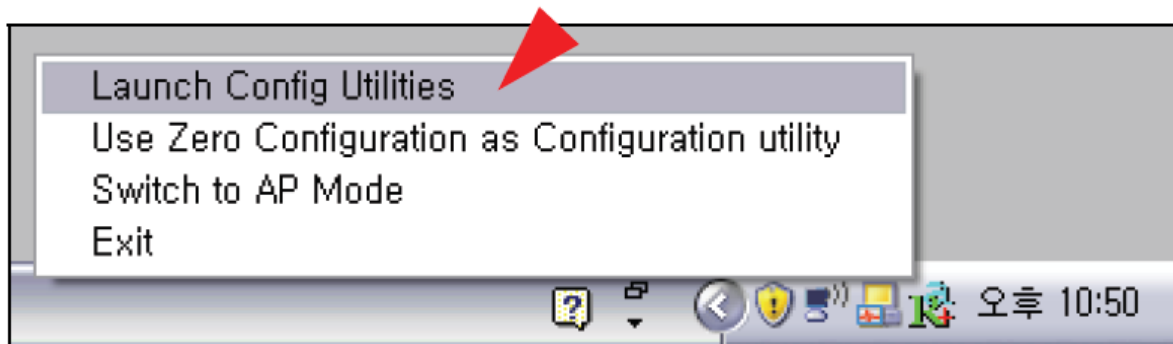 Launch Config Utilities
Use Zero Configuration as Configuration utility
Switch to AP Mode
Exit
오후 10:50